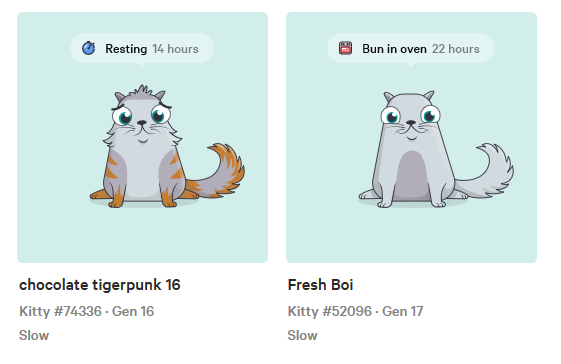 Resting 14 hours
Bun in oven 22 hours
chocolate tigerpunk 16
Fresh Boi
Kitty #74336 · Gen 16
Kitty #52096 · Gen 17
Slow
Slow